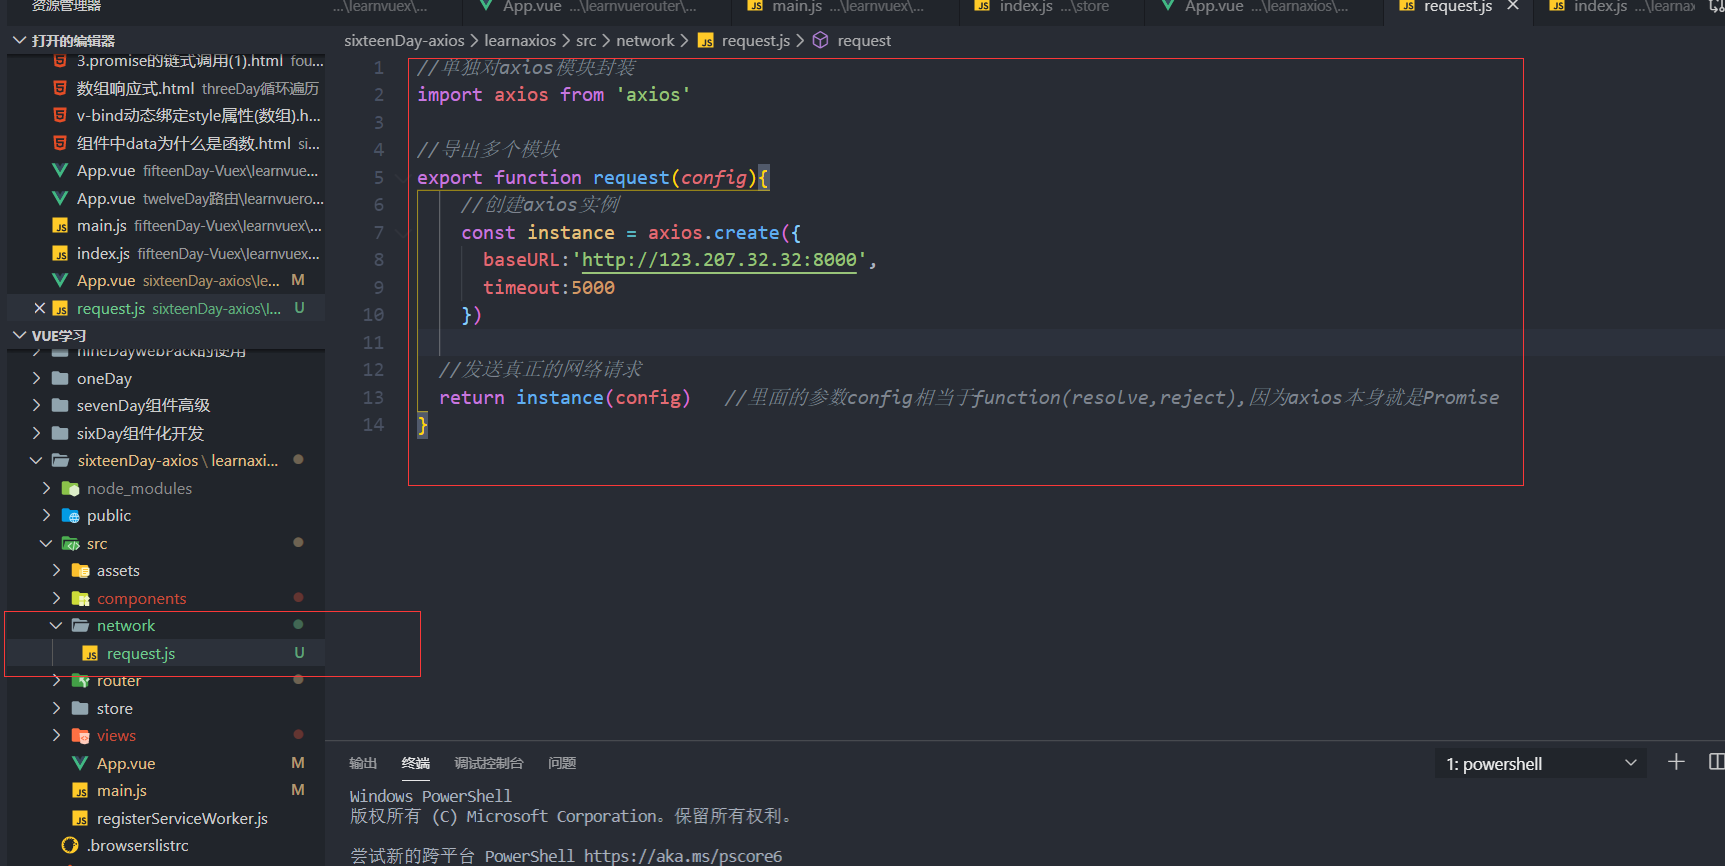 资源管理器
...\learnvuex\...
App.vue ...\learnvuerouter\...
main.js ...\learnvuex\...
index.js ...\store
App.vue ...\learnaxios\...
request.js
index.js ...\learnax
打开的编辑器
3.promise的链式调用(1).html fou...
数组响应式.html threeDay循环遍历
v-bind动态绑定style属性(数组).h...
组件中data为什么是函数.html si...
App.vue fifteenDay-Vuex\learnvue...
App.vue twelveDay路由\learnvuero...
main.js fifteenDay-Vuex\learnvuex\...
index.js fifteenDay-Vuex\learnvuex...
App.vue sixteenDay-axios\le... M
request.js sixteenDay-axios\l... U
VUE学习
nineDaywebPack的使用
oneDay
sevenDay组件高级
sixDay组件化开发
sixteenDay-axios \ learnaxi...
node_modules
public
src
assets
components
network
request.js U
router
store
views
App.vue M
main.js M
registerServiceWorker.js
.browserslistrc
sixteenDay-axios > learnaxios > src > network > request.js > request
1 //单独对axios模块封装
2 import axios from 'axios'
3
4 //导出多个模块
5 export function request(config){
6 //创建axios实例
7 const instance = axios.create({
8 baseURL:'http://123.207.32.32:8000',
9 timeout:5000
10 })
11
12 //发送真正的网络请求
13 return instance(config) //里面的参数config相当于function(resolve,reject),因为axios本身就是Promise
14 }
输出 终端 调试控制台 问题
1: powershell
Windows PowerShell
版权所有 (C) Microsoft Corporation。保留所有权利。
尝试新的跨平台 PowerShell https://aka.ms/pscore6